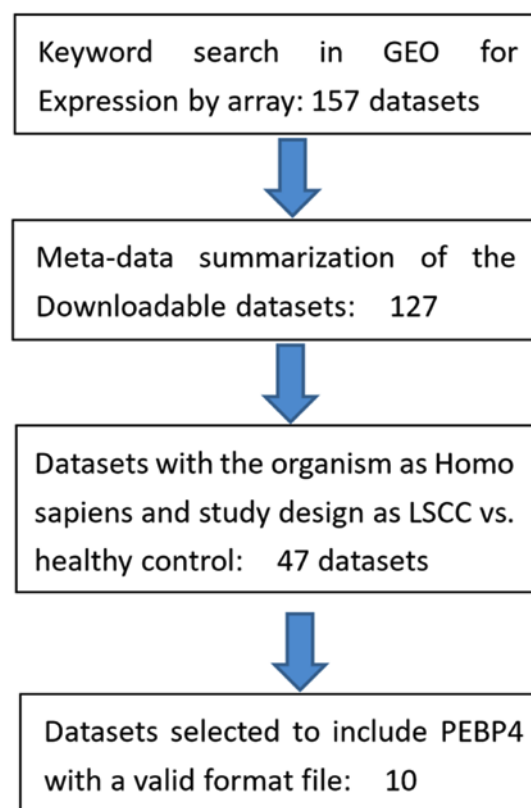 Keyword search in GEO for
Expression by array: 157 datasets
Meta-data summarization of the
Downloadable datasets: 127
Datasets with the organism as Homo
sapiens and study design as LSCC vs.
healthy control: 47 datasets
Datasets selected to include PEBP4
with a valid format file: 10